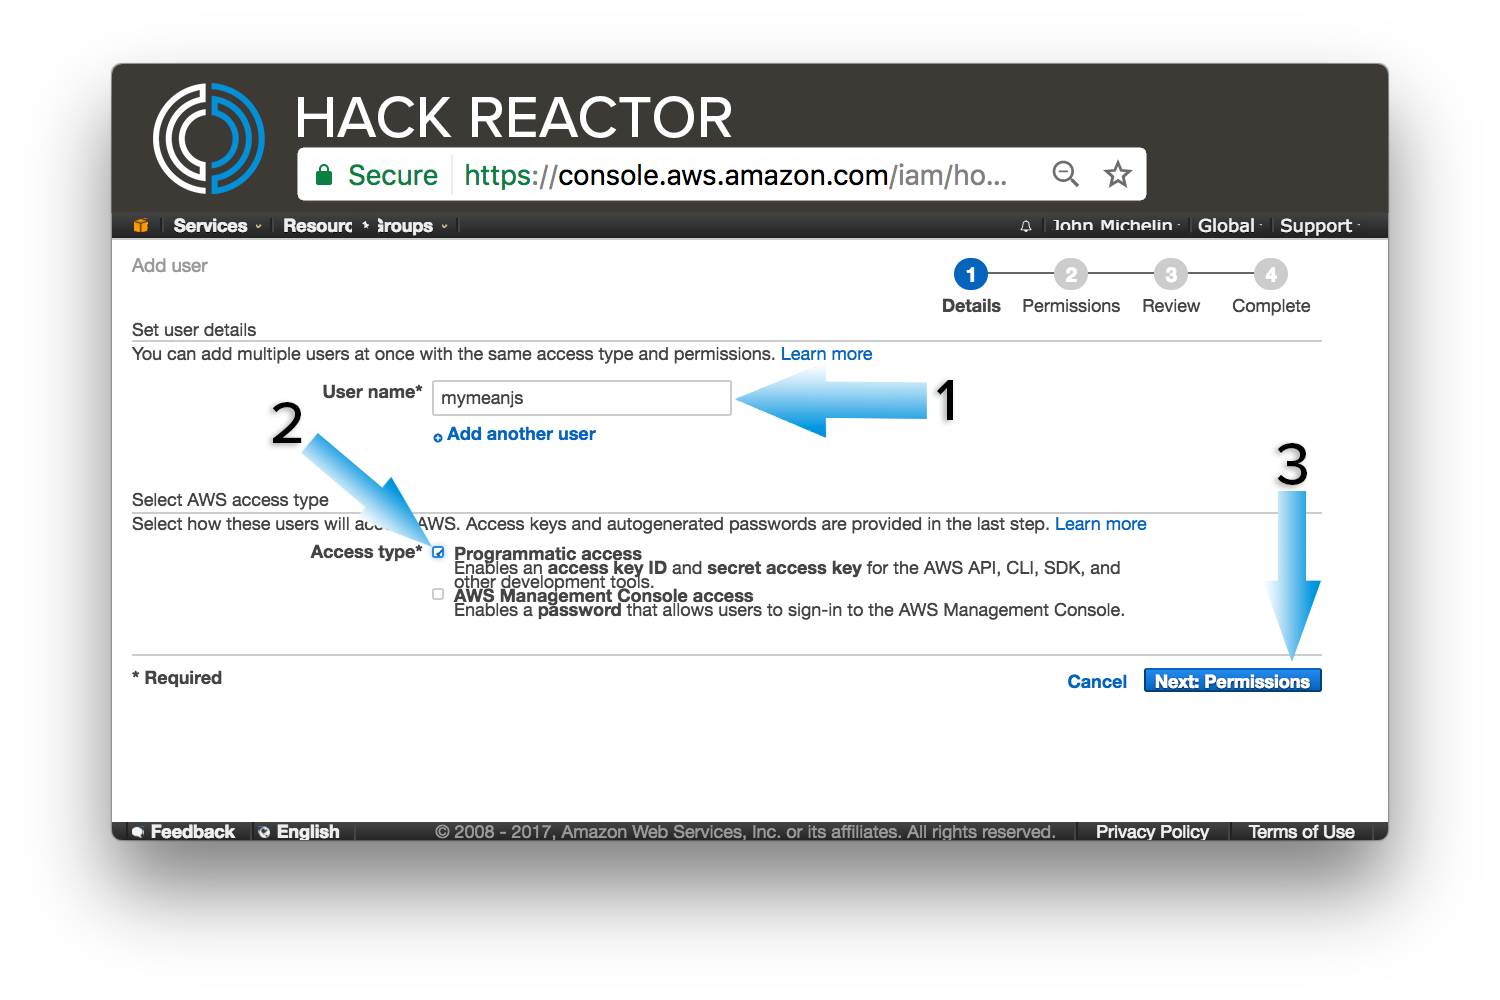 HACK REACTOR
Secure https://console.aws.amazon.com/iam/ho...
Services Groups John Michelin Global Support
Add user
1 2 3 4
Details Permissions Review Complete
Set user details
You can add multiple users at once with the same access type and permissions. Learn more
User name* mymeanjs
1
2
Add another user
3
Select AWS access type
Select how these users will AWS. Access keys and autogenerated passwords are provided in the last step. Learn more
Access type* Programmatic access
Enables an access key ID and secret access key for the AWS API, CLI, SDK, and
other development tools.
AWS Management Console access
Enables a password that allows users to sign-in to the AWS Management Console.
* Required
Cancel Next: Permissions
Feedback English © 2008 - 2017, Amazon Web Services, Inc. or its affiliates. All rights reserved. Privacy Policy Terms of Use